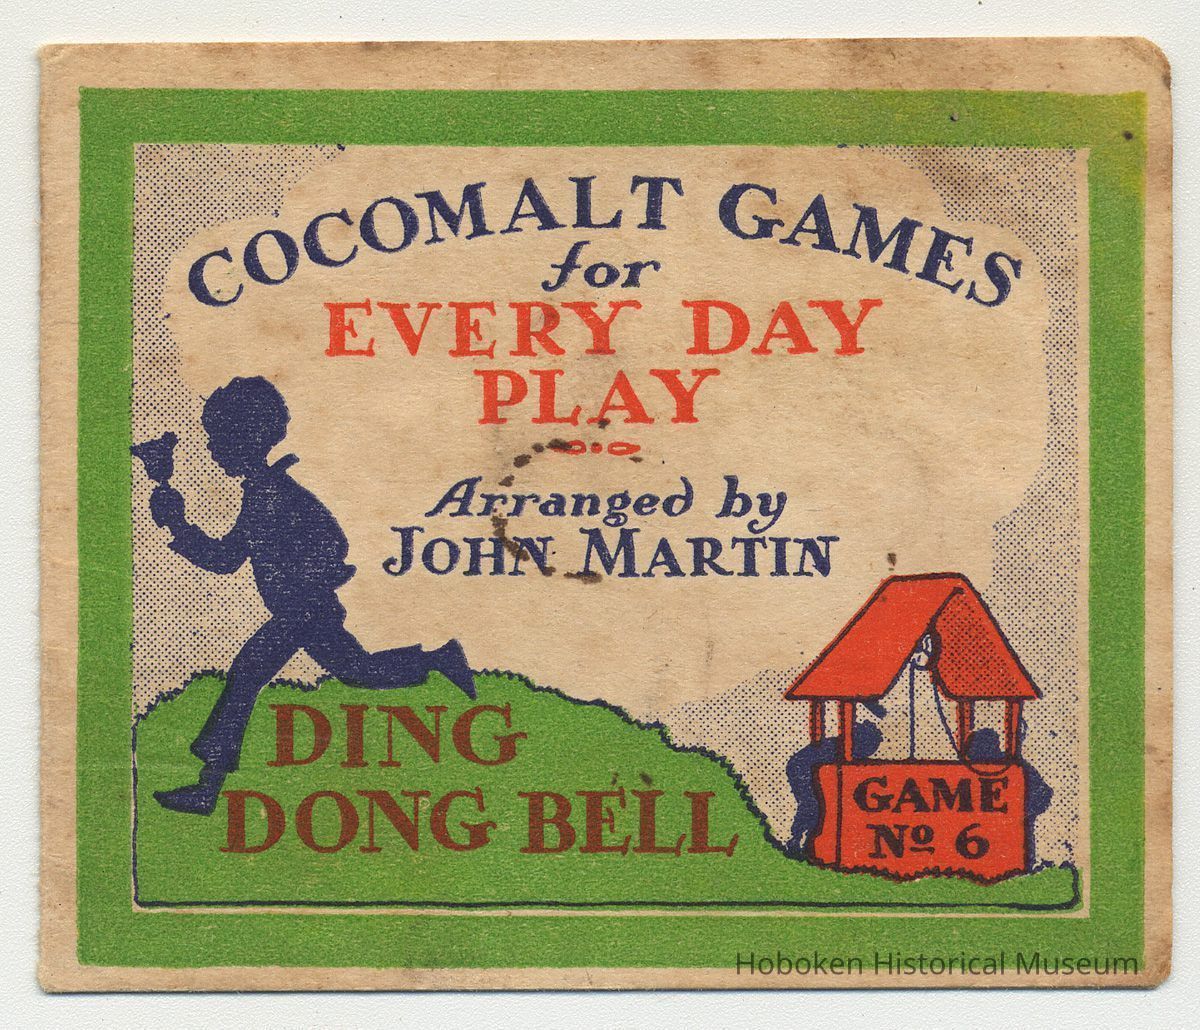 COCOMALT GAMES
for
EVERY DAY
PLAY
Arranged by
JOHN MARTIN
DING
DONG BELL
GAME
No 6
Hoboken Historical Museum